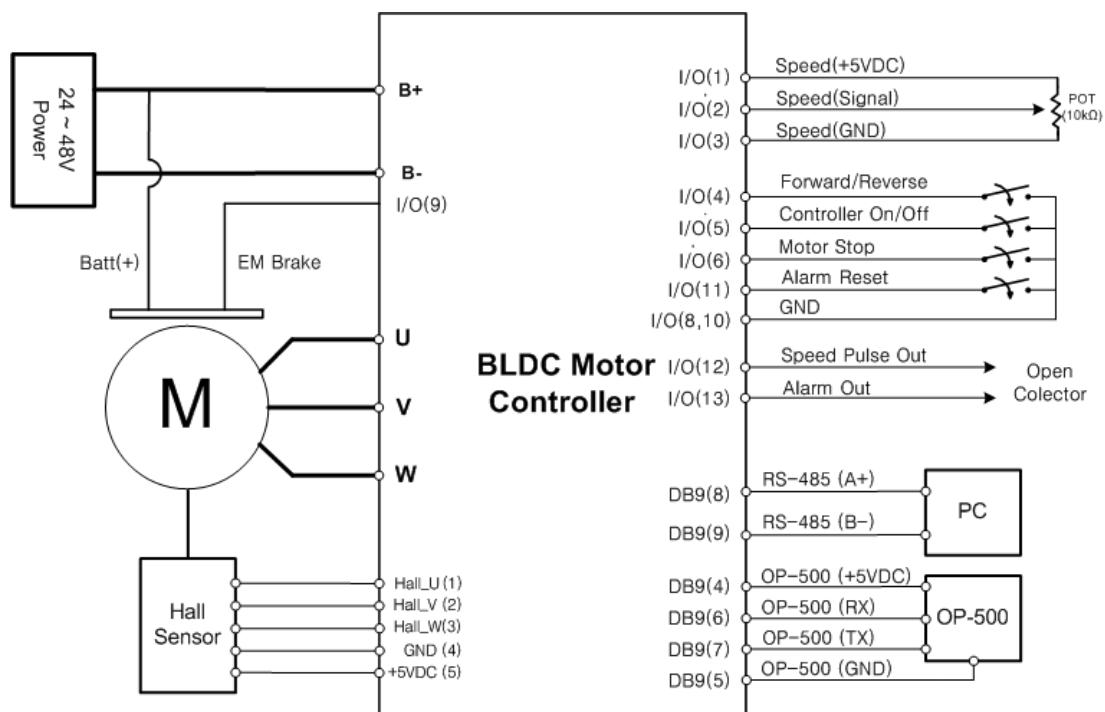 24 ~ 48V
Power
B+
B-
I/O(9)
Batt(+)
EM Brake
M
U
V
W
Hall
Sensor
Hall_U (1)
Hall_V (2)
Hall_W(3)
GND (4)
+5VDC (5)
BLDC Motor
Controller
I/O(1)
Speed(+5VDC)
I/O(2)
Speed(Signal)
I/O(3)
Speed(GND)
POT
(10kΩ)
I/O(4)
Forward/Reverse
I/O(5)
Controller On/Off
I/O(6)
Motor Stop
I/O(11)
Alarm Reset
I/O(8,10)
GND
I/O(12)
Speed Pulse Out
I/O(13)
Alarm Out
Open
Colector
DB9(8)
RS-485 (A+)
DB9(9)
RS-485 (B-)
PC
DB9(4)
OP-500 (+5VDC)
DB9(6)
OP-500 (RX)
DB9(7)
OP-500 (TX)
DB9(5)
OP-500 (GND)
OP-500